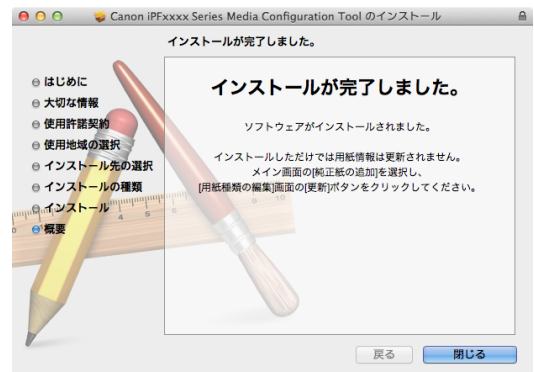 Canon iPFxxxx Series Media Configuration Tool のインストール
インストールが完了しました。
はじめに
大切な情報
使用許諾契約
使用地域の選択
インストール先の選択
インストールの種類
インストール
概要
インストールが完了しました。
ソフトウェアがインストールされました。
インストールしただけでは用紙情報は更新されません。
メイン画面の[純正紙の追加]を選択し、
[用紙種類の編集]画面の[更新]ボタンをクリックしてください。
戻る
閉じる